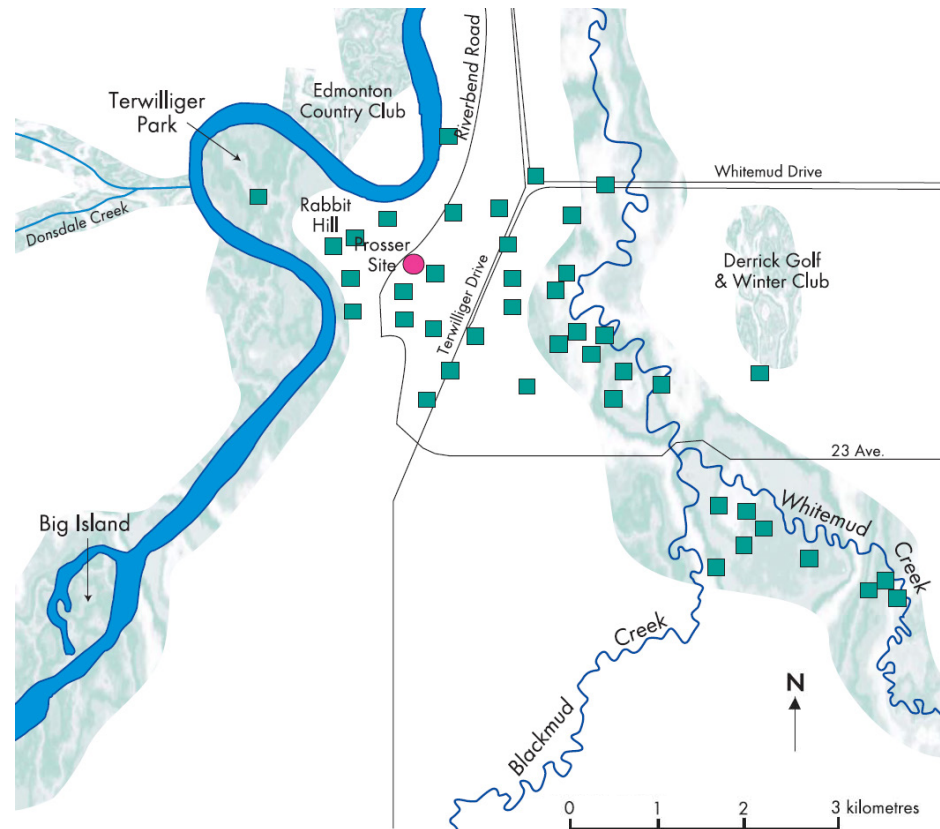 Edmonton
Country Club
Riverbend Road
Terwilliger
Park
Whitemud Drive
Donsdale Creek
Rabbit
Hill
Prosser
Site
Terwilliger Drive
Derrick Golf
& Winter Club
23 Ave.
Big Island
Whitemud
Creek
Creek
Blackmud
N
0 1 2 3 kilometres